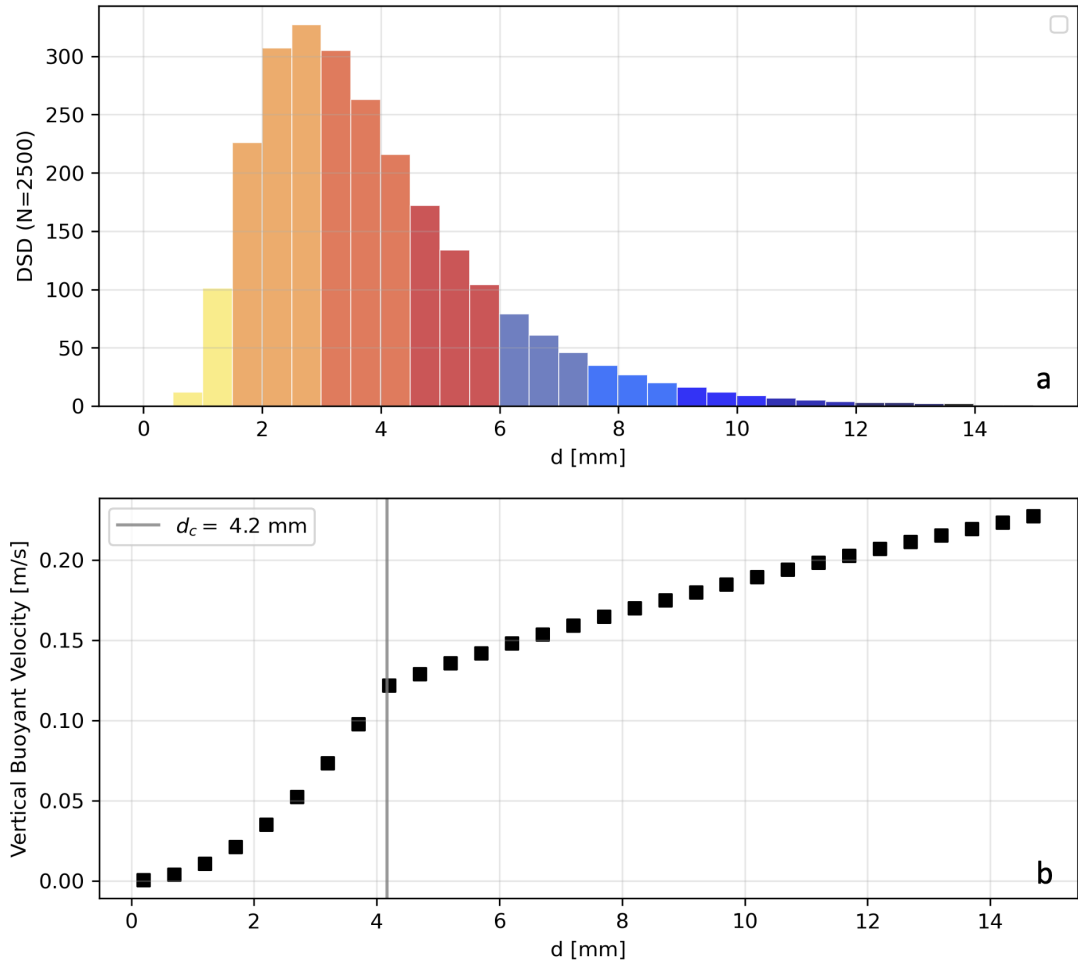 300
250
200
150
100
50
0
DSD (N=2500)
a
0 2 4 6 8 10 12 14
d [mm]
d_c = 4.2 mm
0.20
0.15
0.10
0.05
0.00
Vertical Buoyant Velocity [m/s]
b
0 2 4 6 8 10 12 14
d [mm]